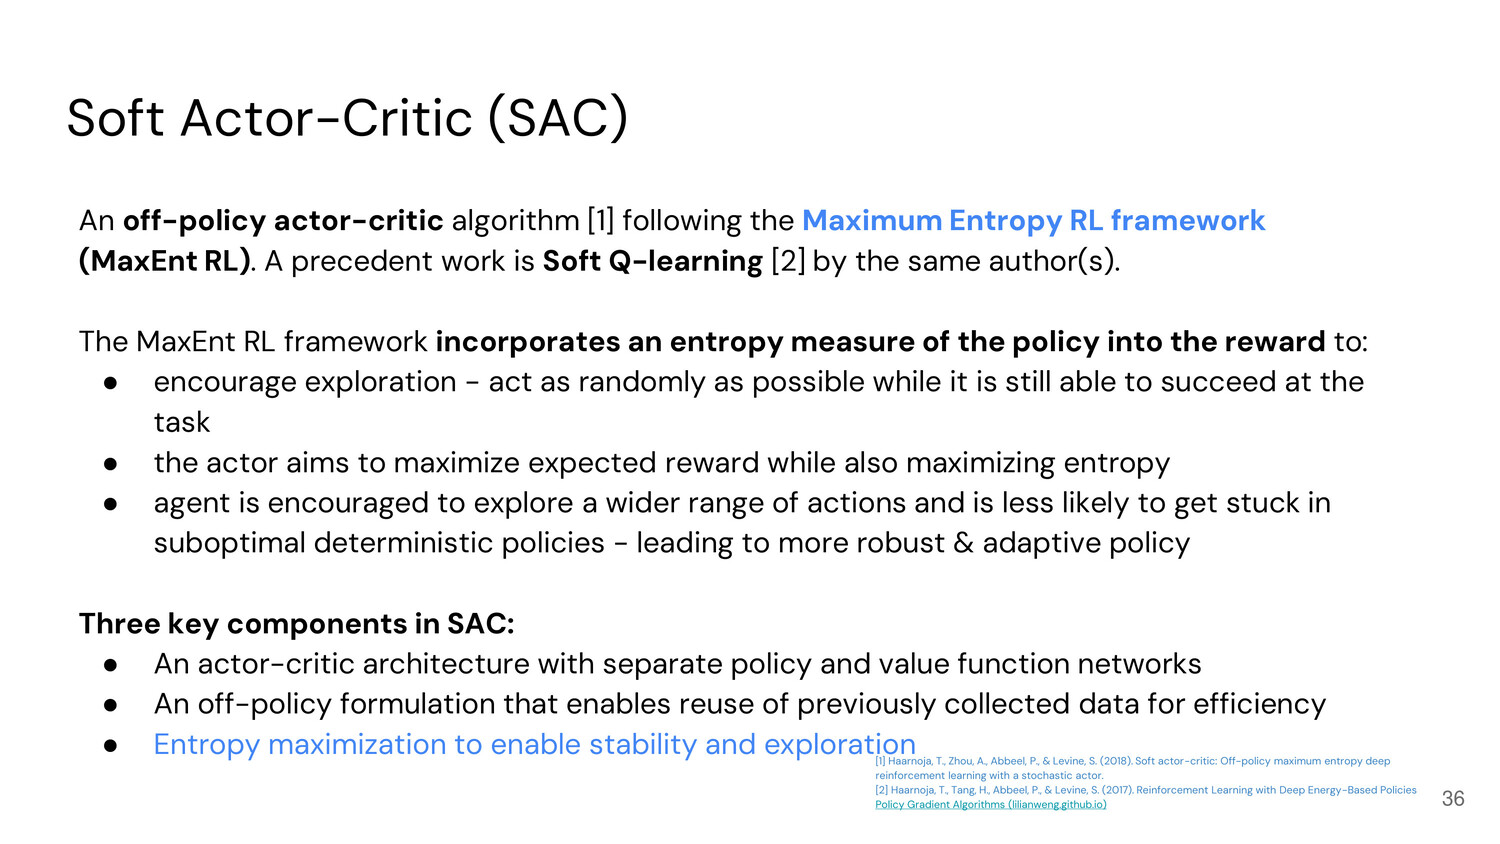 Soft Actor-Critic (SAC)
An off-policy actor-critic algorithm [1] following the Maximum Entropy RL framework
(MaxEnt RL). A precedent work is Soft Q-learning [2] by the same author(s).
The MaxEnt RL framework incorporates an entropy measure of the policy into the reward to:
● encourage exploration - act as randomly as possible while it is still able to succeed at the
task
● the actor aims to maximize expected reward while also maximizing entropy
● agent is encouraged to explore a wider range of actions and is less likely to get stuck in
suboptimal deterministic policies - leading to more robust & adaptive policy
Three key components in SAC:
● An actor-critic architecture with separate policy and value function networks
● An off-policy formulation that enables reuse of previously collected data for efficiency
● Entropy maximization to enable stability and exploration
[1] Haarnoja, T., Zhou, A., Abbeel, P., & Levine, S. (2018). Soft actor-critic: Off-policy maximum entropy deep
reinforcement learning with a stochastic actor.
[2] Haarnoja, T., Tang, H., Abbeel, P., & Levine, S. (2017). Reinforcement Learning with Deep Energy-Based Policies
Policy Gradient Algorithms (lilianweng.github.io)
36